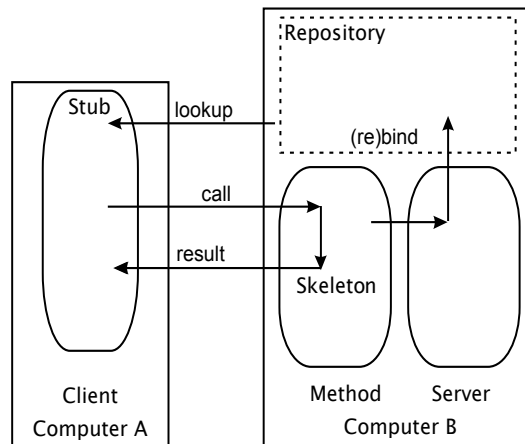 Repository
Stub
lookup
(re)bind
call
result
Skeleton
Client
Method
Server
Computer A
Computer B